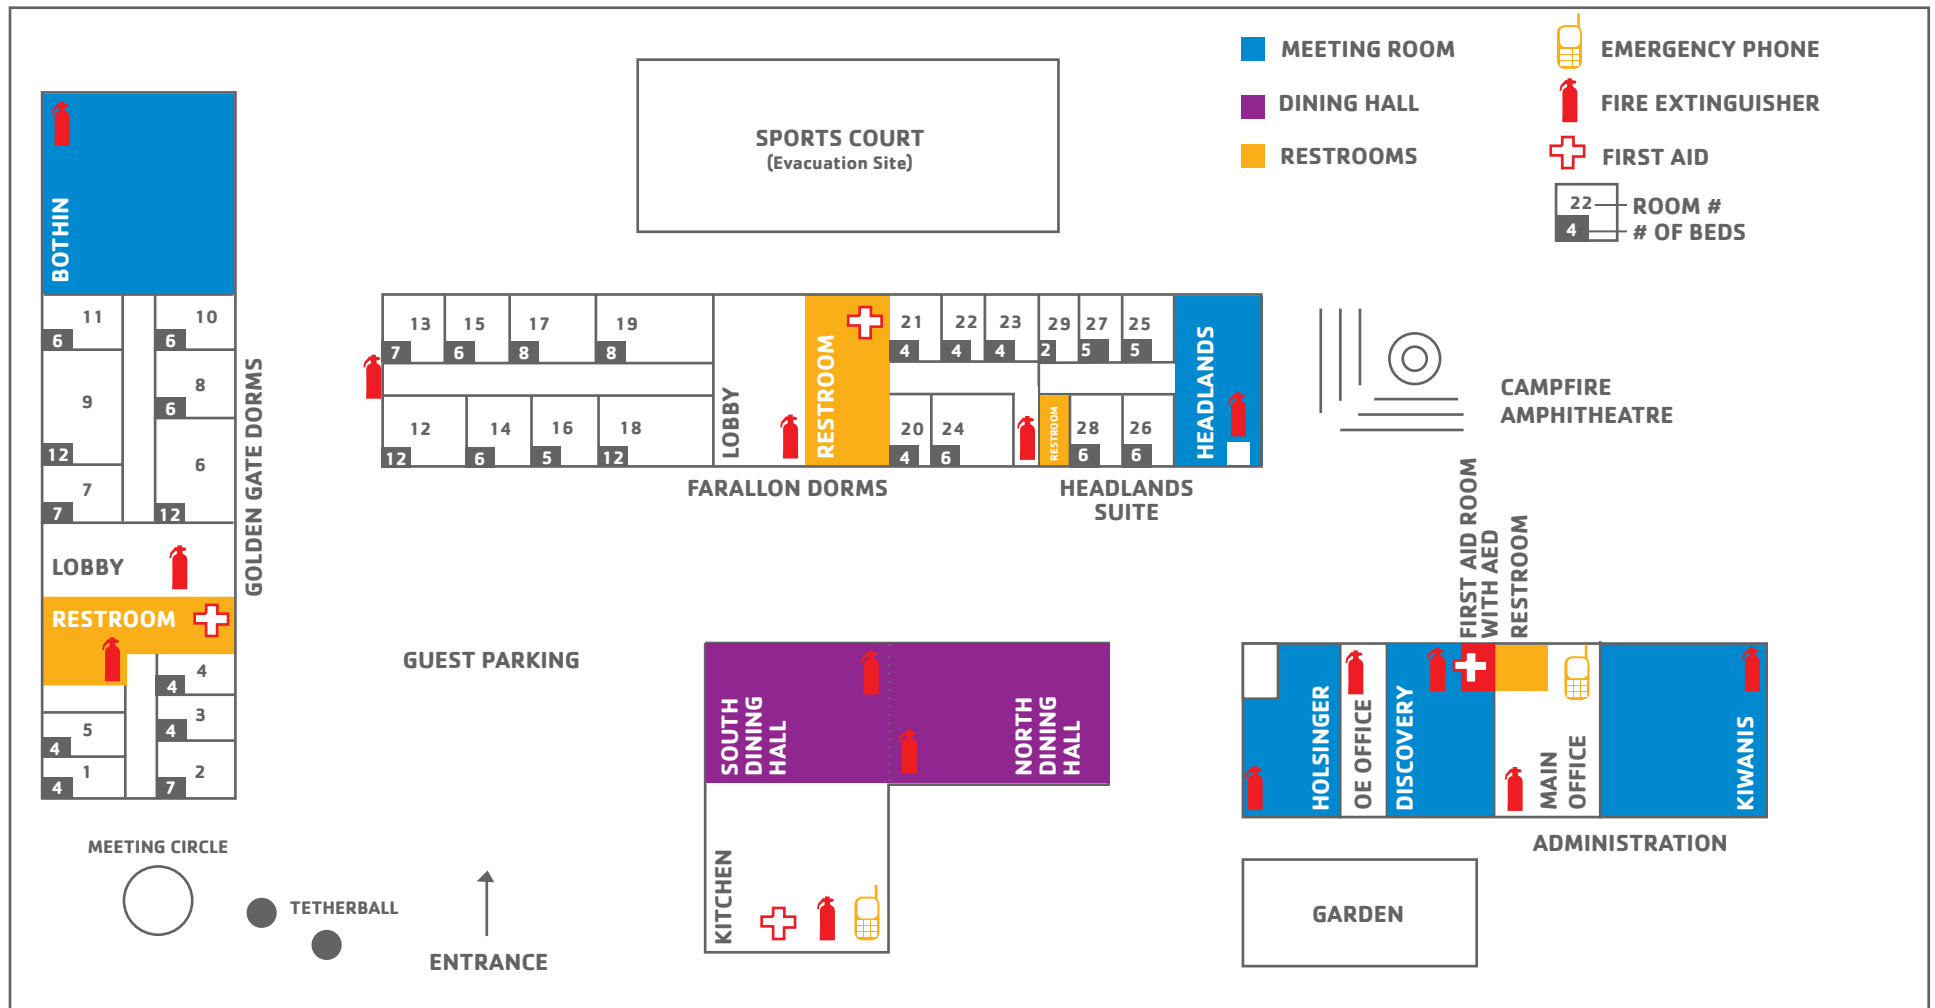 MEETING ROOM
DINING HALL
RESTROOMS
EMERGENCY PHONE
FIRE EXTINGUISHER
FIRST AID
22
4
ROOM #
# OF BEDS
SPORTS COURT
(Evacuation Site)
BOTHIN
11
6
10
6
9
12
8
6
7
7
6
12
LOBBY
RESTROOM
4
4
3
4
5
4
1
4
2
7
GOLDEN GATE DORMS
13
7
15
6
17
8
19
8
12
12
14
6
16
5
18
12
LOBBY
RESTROOM
21
4
22
4
23
4
29
2
27
5
25
5
20
4
24
6
RESTROOM
28
6
26
6
HEADLANDS
FARALLON DORMS
HEADLANDS
SUITE
CAMPFIRE
AMPHITHEATRE
FIRST AID ROOM
WITH AED
RESTROOM
GUEST PARKING
SOUTH
DINING
HALL
NORTH
DINING
HALL
KITCHEN
HOLSINGER
OE OFFICE
DISCOVERY
MAIN
OFFICE
KIWANIS
ADMINISTRATION
GARDEN
MEETING CIRCLE
TETHERBALL
ENTRANCE